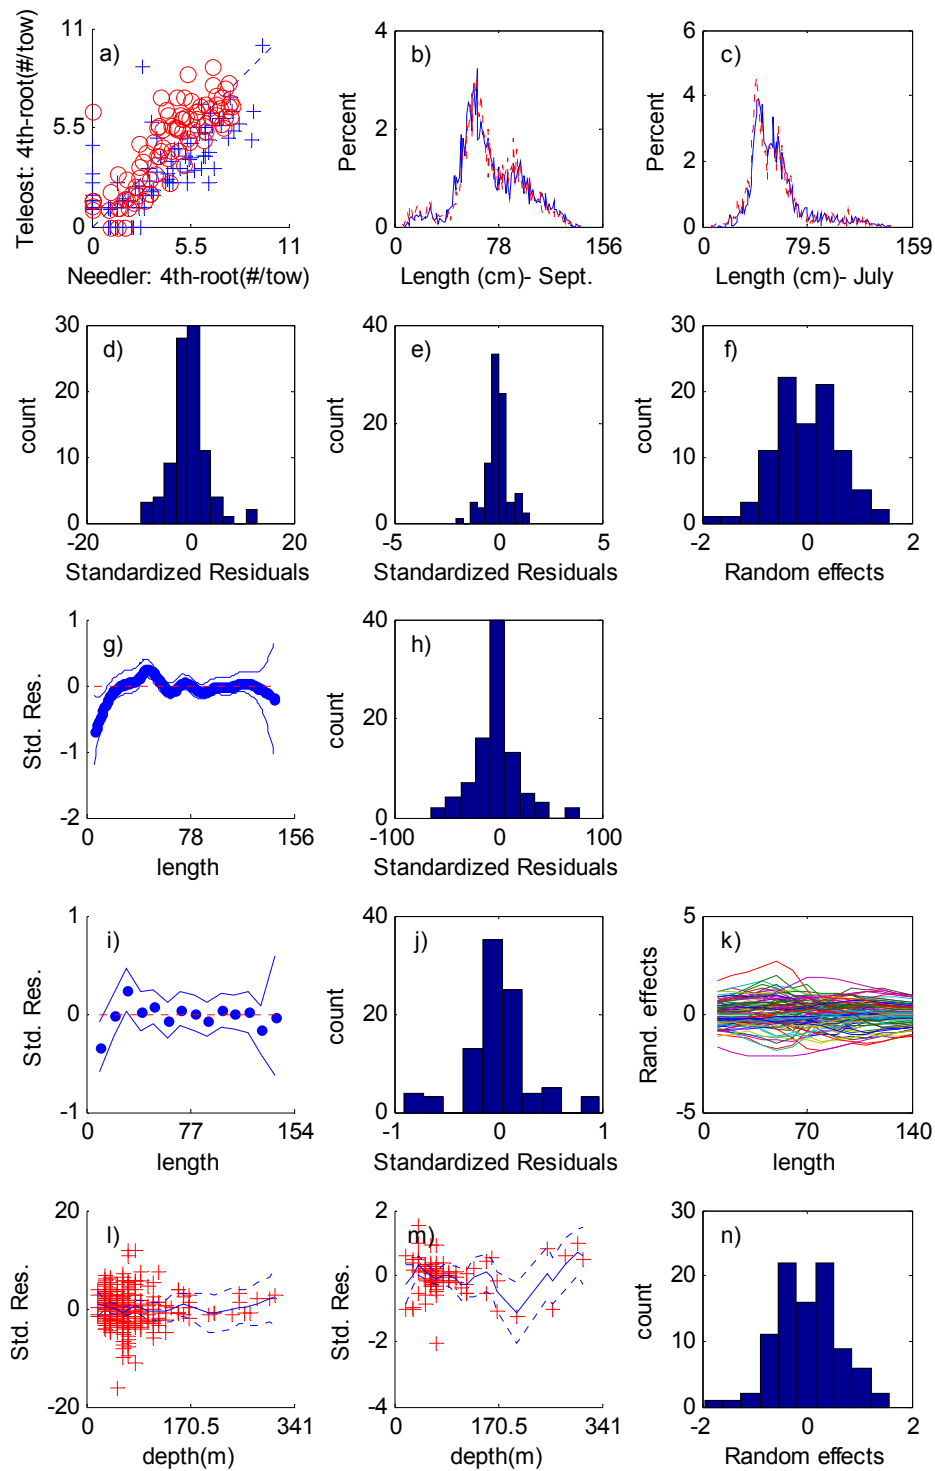 a)
11
5.5
0
Teleost: 4th-root(#/tow)
0 5.5 11
Needler: 4th-root(#/tow)
b)
4
2
0
Percent
0 78 156
Length (cm)- Sept.
c)
6
4
2
0
Percent
0 79.5 159
Length (cm)- July
d)
30
20
10
0
count
-20 0 20
Standardized Residuals
e)
40
20
0
count
-5 0 5
Standardized Residuals
f)
30
20
10
0
count
-2 0 2
Random effects
g)
1
0
-1
-2
Std. Res.
0 78 156
length
h)
40
20
0
count
-100 0 100
Standardized Residuals
i)
1
0
-1
Std. Res.
0 77 154
length
j)
40
20
0
count
-1 0 1
Standardized Residuals
k)
5
0
-5
Rand. effects
0 70 140
length
l)
20
0
-20
Std. Res.
0 170.5 341
depth(m)
m)
2
0
-2
-4
Std. Res.
0 170.5 341
depth(m)
n)
30
20
10
0
count
-2 0 2
Random effects